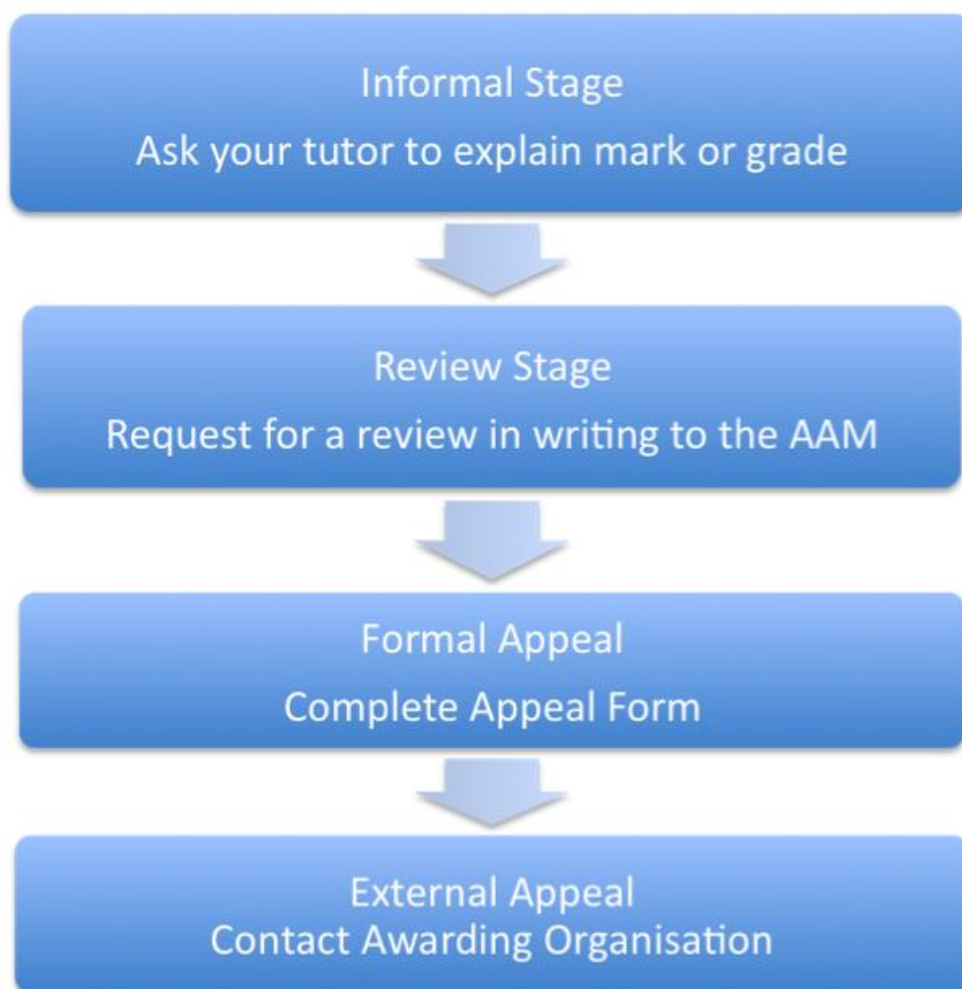 Informal Stage
Ask your tutor to explain mark or grade
Review Stage
Request for a review in writing to the AAM
Formal Appeal
Complete Appeal Form
External Appeal
Contact Awarding Organisation